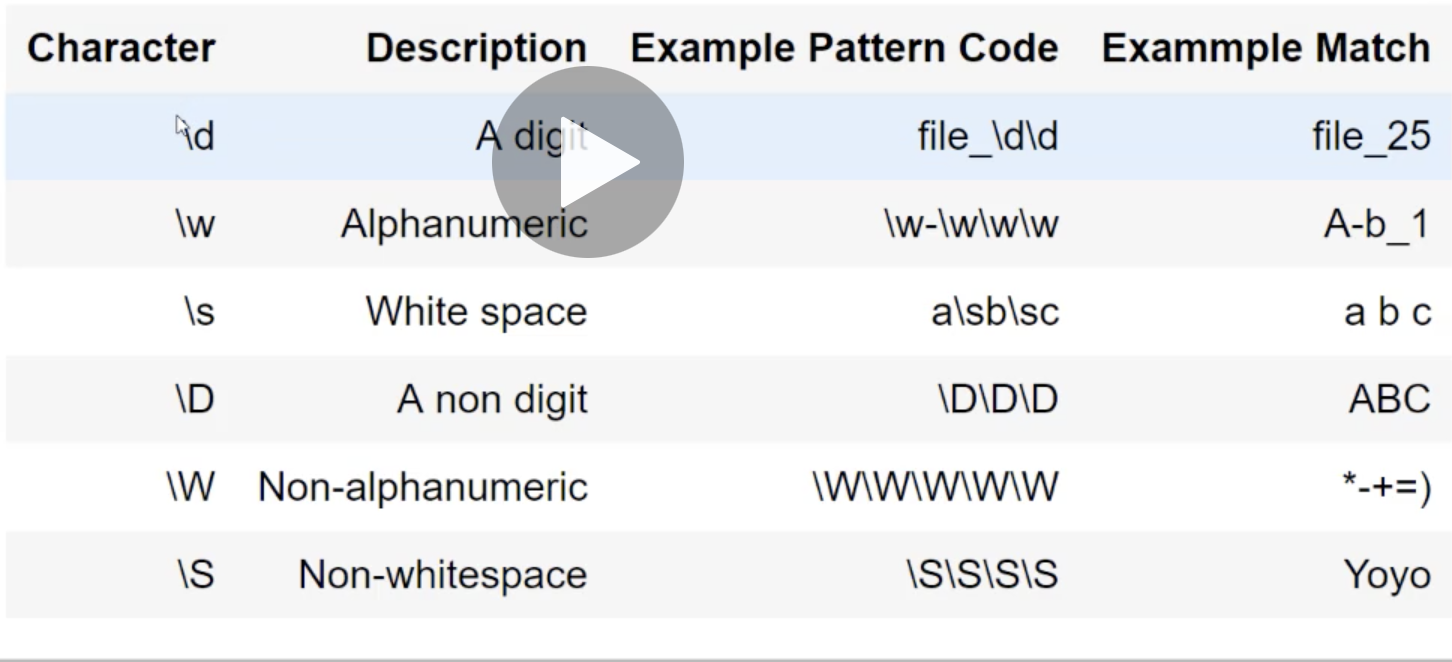 Character Description Example Pattern Code Exammple Match
\d A digit file_\d\d file_25
\w Alphanumeric \w-\w\w\w A-b_1
\s White space a\sb\sc a b c
\D A non digit \D\D\D ABC
\W Non-alphanumeric \W\W\W\W\W *-+=)
\S Non-whitespace \S\S\S\S Yoyo